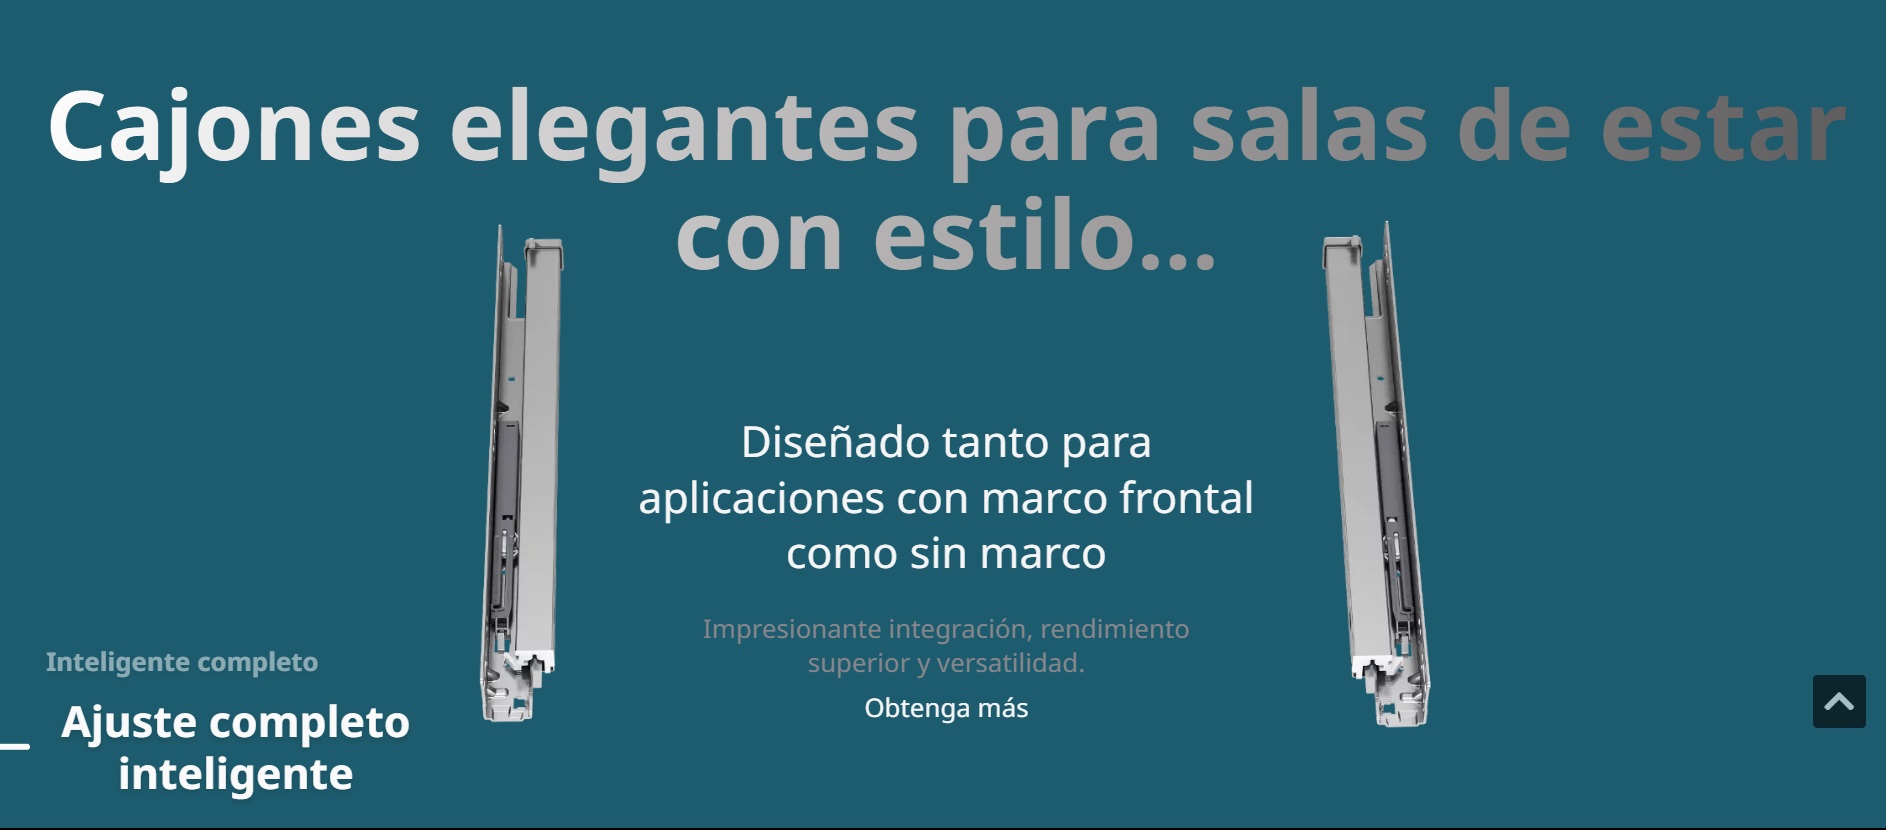 Cajones elegantes para salas de estar
con estilo...
Diseñado tanto para
aplicaciones con marco frontal
como sin marco
Impresionante integración, rendimiento
superior y versatilidad.
Obtenga más
Inteligente completo
Ajuste completo
inteligente